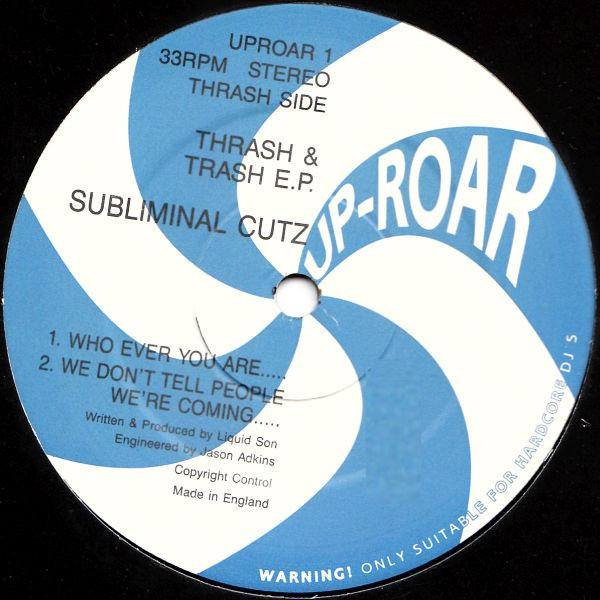 UPROAR 1
33RPM STEREO
THRASH SIDE
THRASH &
TRASH E.P.
SUBLIMINAL CUTZ
UP-ROAR
1. WHO EVER YOU ARE.....
2. WE DON'T TELL PEOPLE
WE'RE COMING.....
Written & Produced by Liquid Son
Engineered by Jason Adkins
Copyright Control
Made in England
WARNING! ONLY SUITABLE FOR HARDCORE DJ S